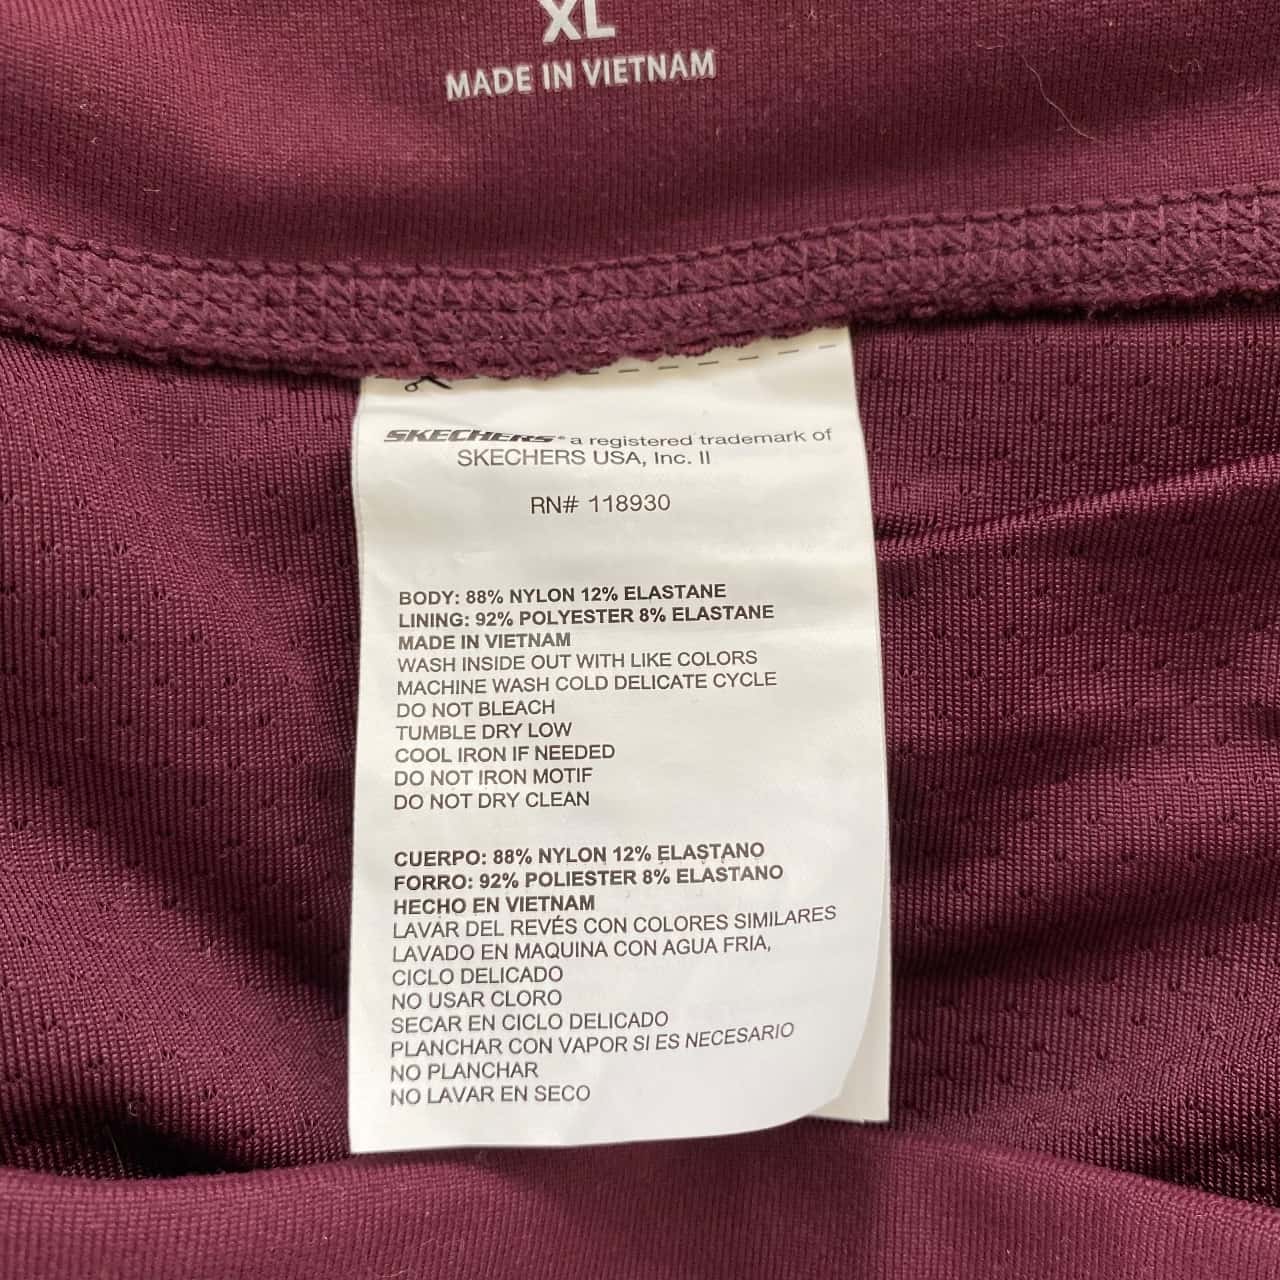 XL
MADE IN VIETNAM
SKECHERS® a registered trademark of
SKECHERS USA, Inc. II
RN# 118930
BODY: 88% NYLON 12% ELASTANE
LINING: 92% POLYESTER 8% ELASTANE
MADE IN VIETNAM
WASH INSIDE OUT WITH LIKE COLORS
MACHINE WASH COLD DELICATE CYCLE
DO NOT BLEACH
TUMBLE DRY LOW
COOL IRON IF NEEDED
DO NOT IRON MOTIF
DO NOT DRY CLEAN
CUERPO: 88% NYLON 12% ELASTANO
FORRO: 92% POLIESTER 8% ELASTANO
HECHO EN VIETNAM
LAVAR DEL REVÉS CON COLORES SIMILARES
LAVADO EN MAQUINA CON AGUA FRIA,
CICLO DELICADO
NO USAR CLORO
SECAR EN CICLO DELICADO
PLANCHAR CON VAPOR SI ES NECESARIO
NO PLANCHAR
NO LAVAR EN SECO